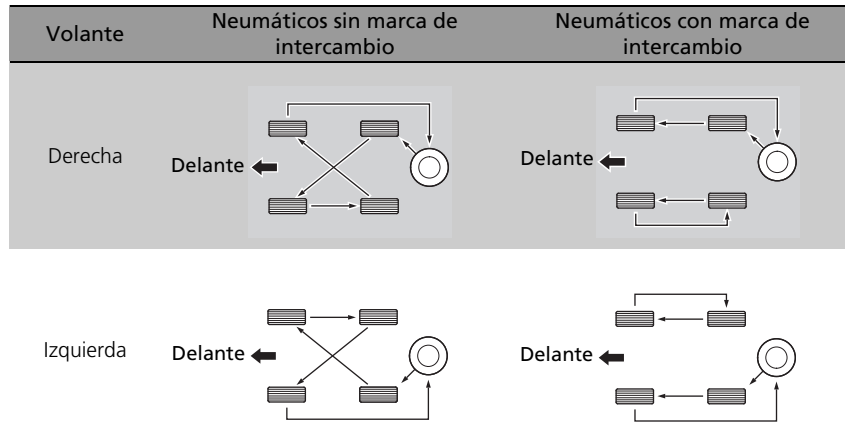 Volante
Neumáticos sin marca de
intercambio
Neumáticos con marca de
intercambio
Derecha
Delante
Delante
Izquierda
Delante
Delante